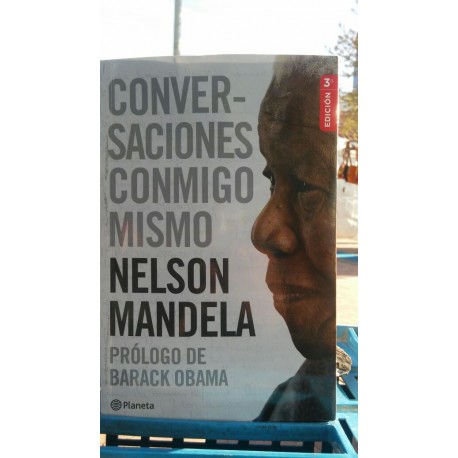 CONVER-
SACIONES
CONMIGO
MISMO
NELSON
MANDELA
PRÓLOGO DE
BARACK OBAMA
Planeta
3ª
EDICIÓN